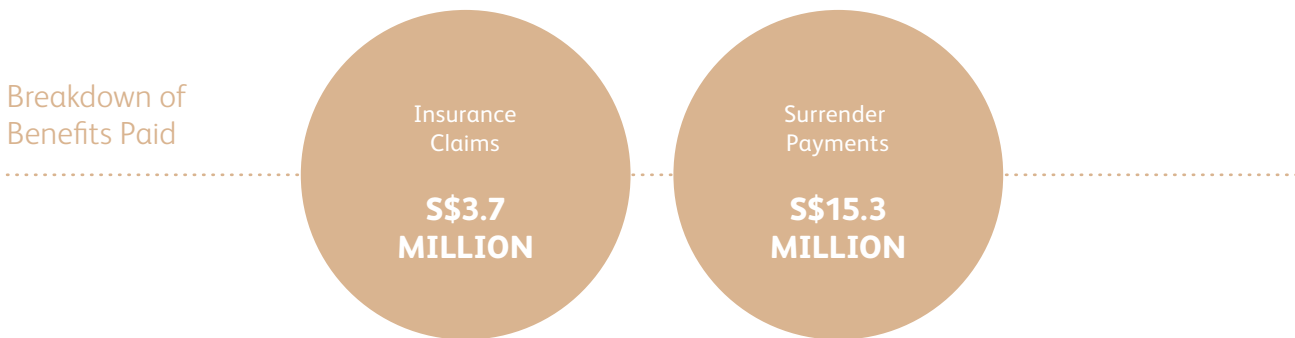 Breakdown of
Benefits Paid
Insurance
Claims
S$3.7
MILLION
Surrender
Payments
S$15.3
MILLION